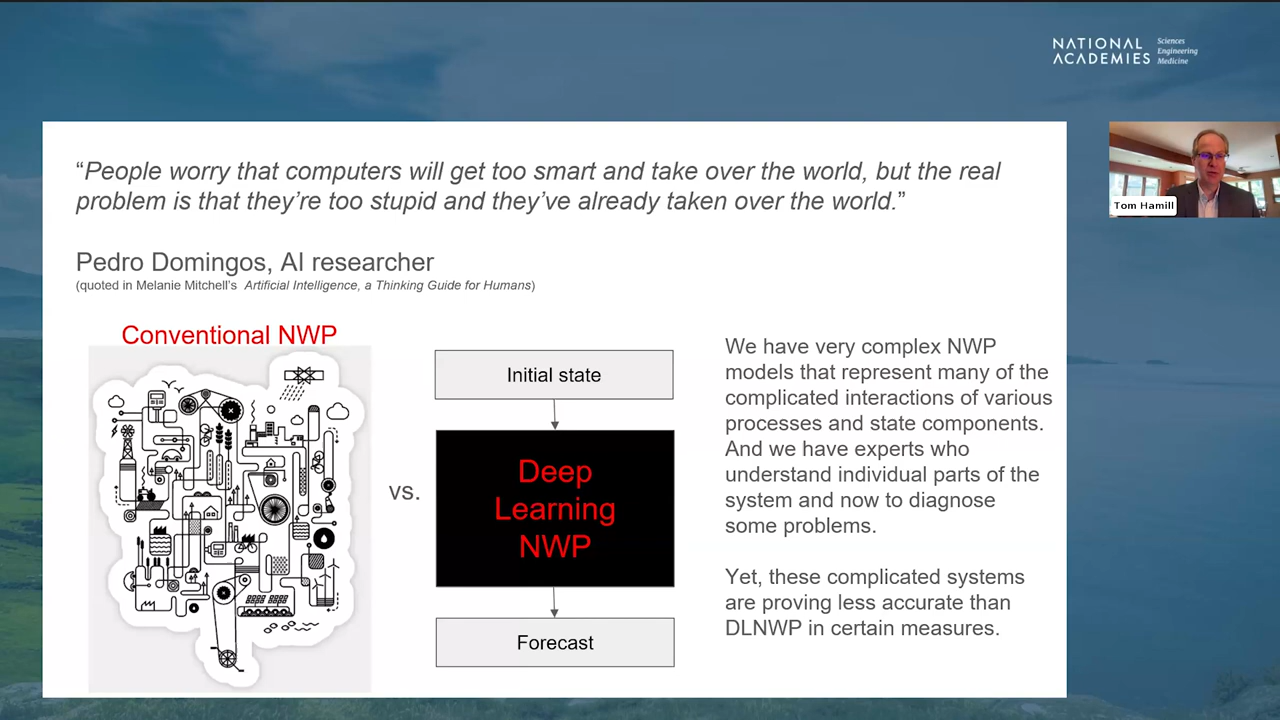 NATIONAL
ACADEMIES
Sciences
Engineering
Medicine
“People worry that computers will get too smart and take over the world, but the real
problem is that they’re too stupid and they’ve already taken over the world.”
Pedro Domingos, AI researcher
(quoted in Melanie Mitchell’s Artificial Intelligence, a Thinking Guide for Humans)
Conventional NWP
vs.
Initial state
Deep
Learning
NWP
Forecast
We have very complex NWP
models that represent many of the
complicated interactions of various
processes and state components.
And we have experts who
understand individual parts of the
system and now to diagnose
some problems.
Yet, these complicated systems
are proving less accurate than
DLNWP in certain measures.
Tom Hamill